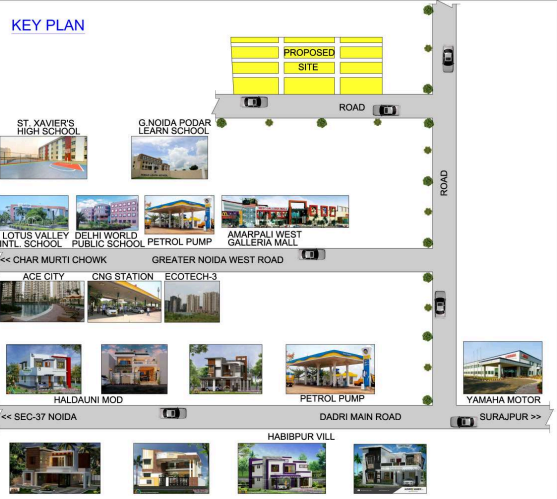 KEY PLAN
PROPOSED
SITE
ROAD
ST. XAVIER'S
HIGH SCHOOL
G.NOIDA PODAR
LEARN SCHOOL
ROAD
LOTUS VALLEY
INTL. SCHOOL
DELHI WORLD
PUBLIC SCHOOL
PETROL PUMP
AMARPALI WEST
GALLERIA MALL
<< CHAR MURTI CHOWK
GREATER NOIDA WEST ROAD
ACE CITY
CNG STATION
ECOTECH-3
HALDAUNI MOD
PETROL PUMP
YAMAHA MOTOR
<< SEC-37 NOIDA
DADRI MAIN ROAD
SURAJPUR >>
HABIBPUR VILL